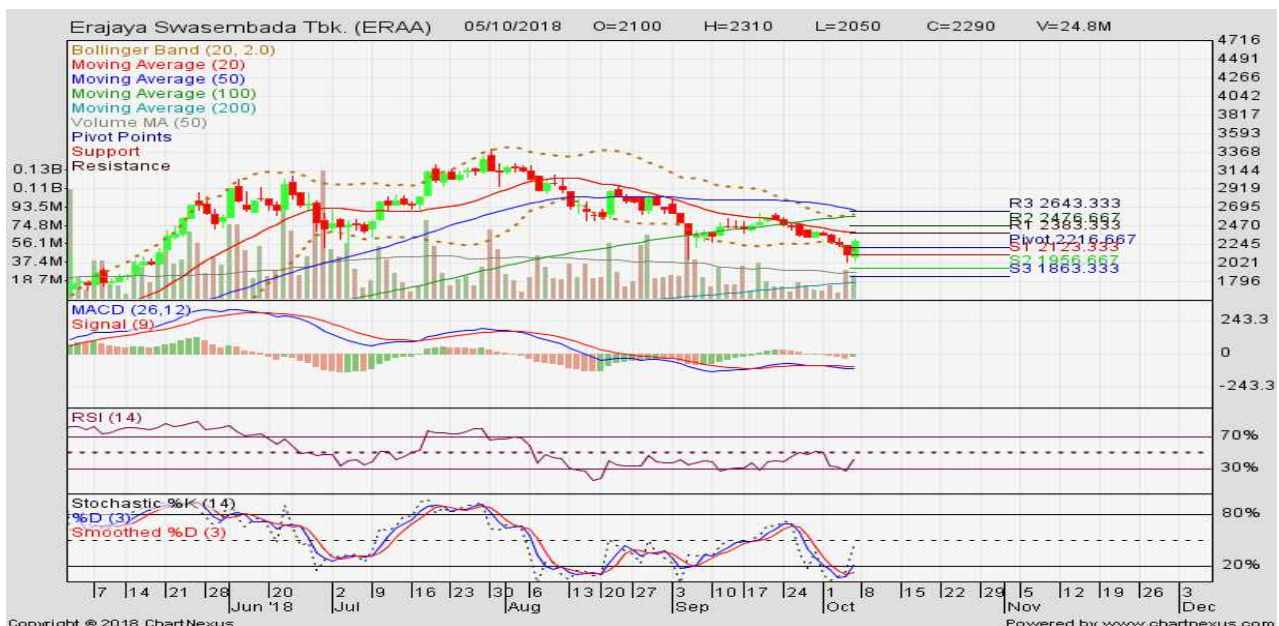 Erajaya Swasembada Tbk. (ERAA) 05/10/2018 O=2100 H=2310 L=2050 C=2290 V=24.8M
Bollinger Band (20, 2.0)
Moving Average (20)
Moving Average (50)
Moving Average (100)
Moving Average (200)
Volume MA (50)
Pivot Points
Support
Resistance
0.13B
0.11B
93.5M
74.8M
56.1M
37.4M
18.7M
4716
4491
4266
4042
3817
3593
3368
3144
2919
2695
2470
2245
2021
1796
R3 2643.333
R2 2476.667
R1 2383.333
Pivot 2216.667
S1 2123.333
S2 1956.667
S3 1863.333
MACD (26,12)
Signal (9)
243.3
0
-243.3
RSI (14)
70%
30%
Stochastic %K (14)
%D (3)
Smoothed %D (3)
80%
20%
7 14 21 28 20 2 9 16 23 30 6 13 20 27 3 10 17 24 1 8 15 22 29 5 12 19 26 3
Jun '18 Jul Aug Sep Oct Nov Dec
Copyright © 2018 ChartNexus Powered by www.chartnexus.com